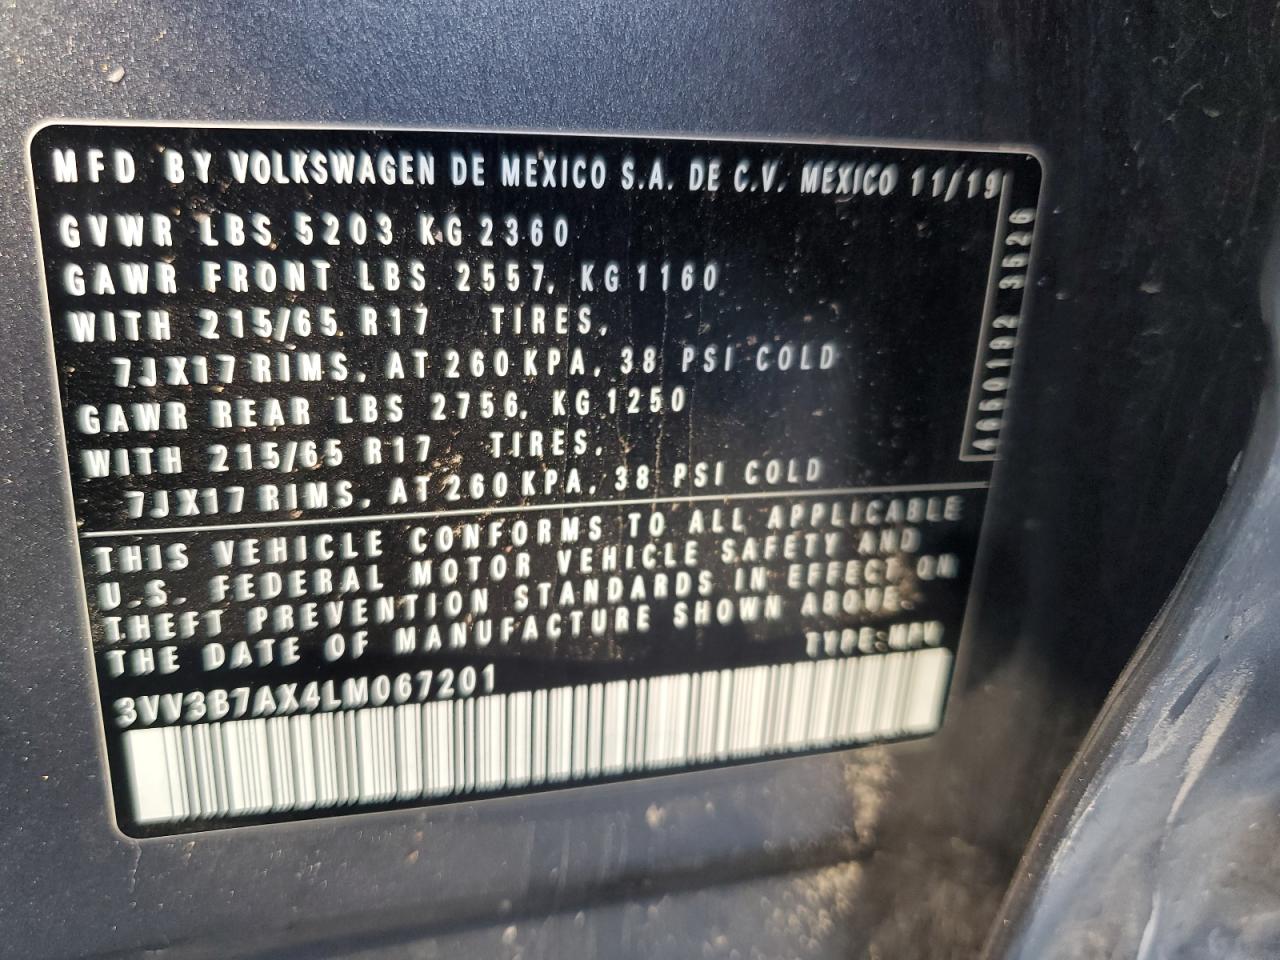 MFD BY VOLKSWAGEN DE MEXICO S.A. DE C.V. MEXICO 11/19
GVWR LBS 5203 KG 2360
GAWR FRONT LBS 2557, KG 1160
WITH 215/65 R17 TIRES,
7JX17 RIMS, AT 260 KPA, 38 PSI COLD
GAWR REAR LBS 2756, KG 1250
WITH 215/65 R17 TIRES,
7JX17 RIMS, AT 260 KPA, 38 PSI COLD
THIS VEHICLE CONFORMS TO ALL APPLICABLE
U.S. FEDERAL MOTOR VEHICLE SAFETY AND
THEFT PREVENTION STANDARDS IN EFFECT ON
THE DATE OF MANUFACTURE SHOWN ABOVE.
TYPE:MPV
3VV3B7AX4LM067201